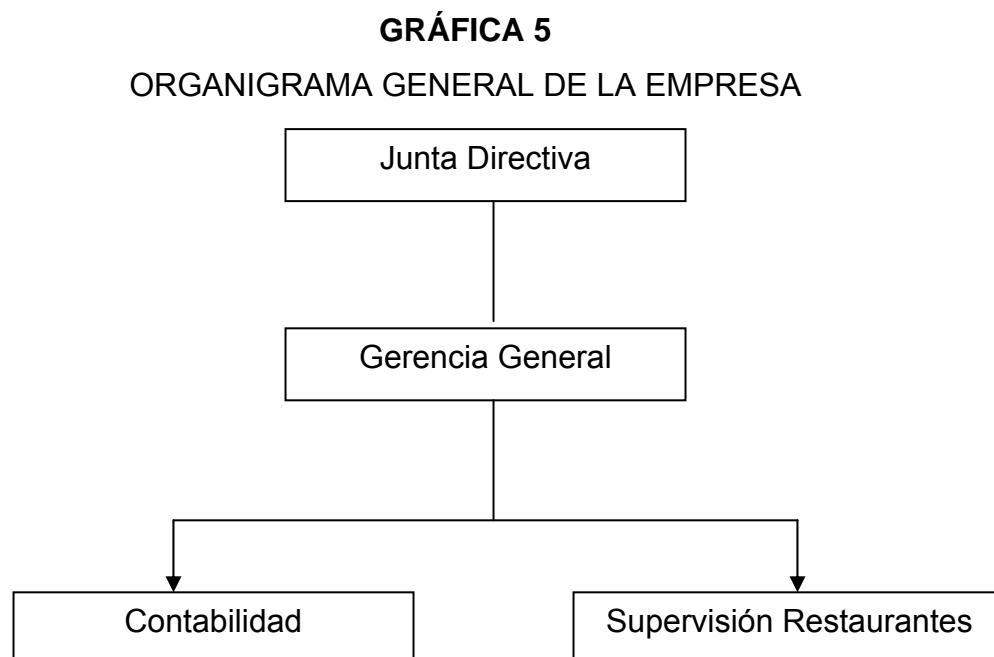 GRÁFICA 5
ORGANIGRAMA GENERAL DE LA EMPRESA
Junta Directiva
Gerencia General
Contabilidad
Supervisión Restaurantes